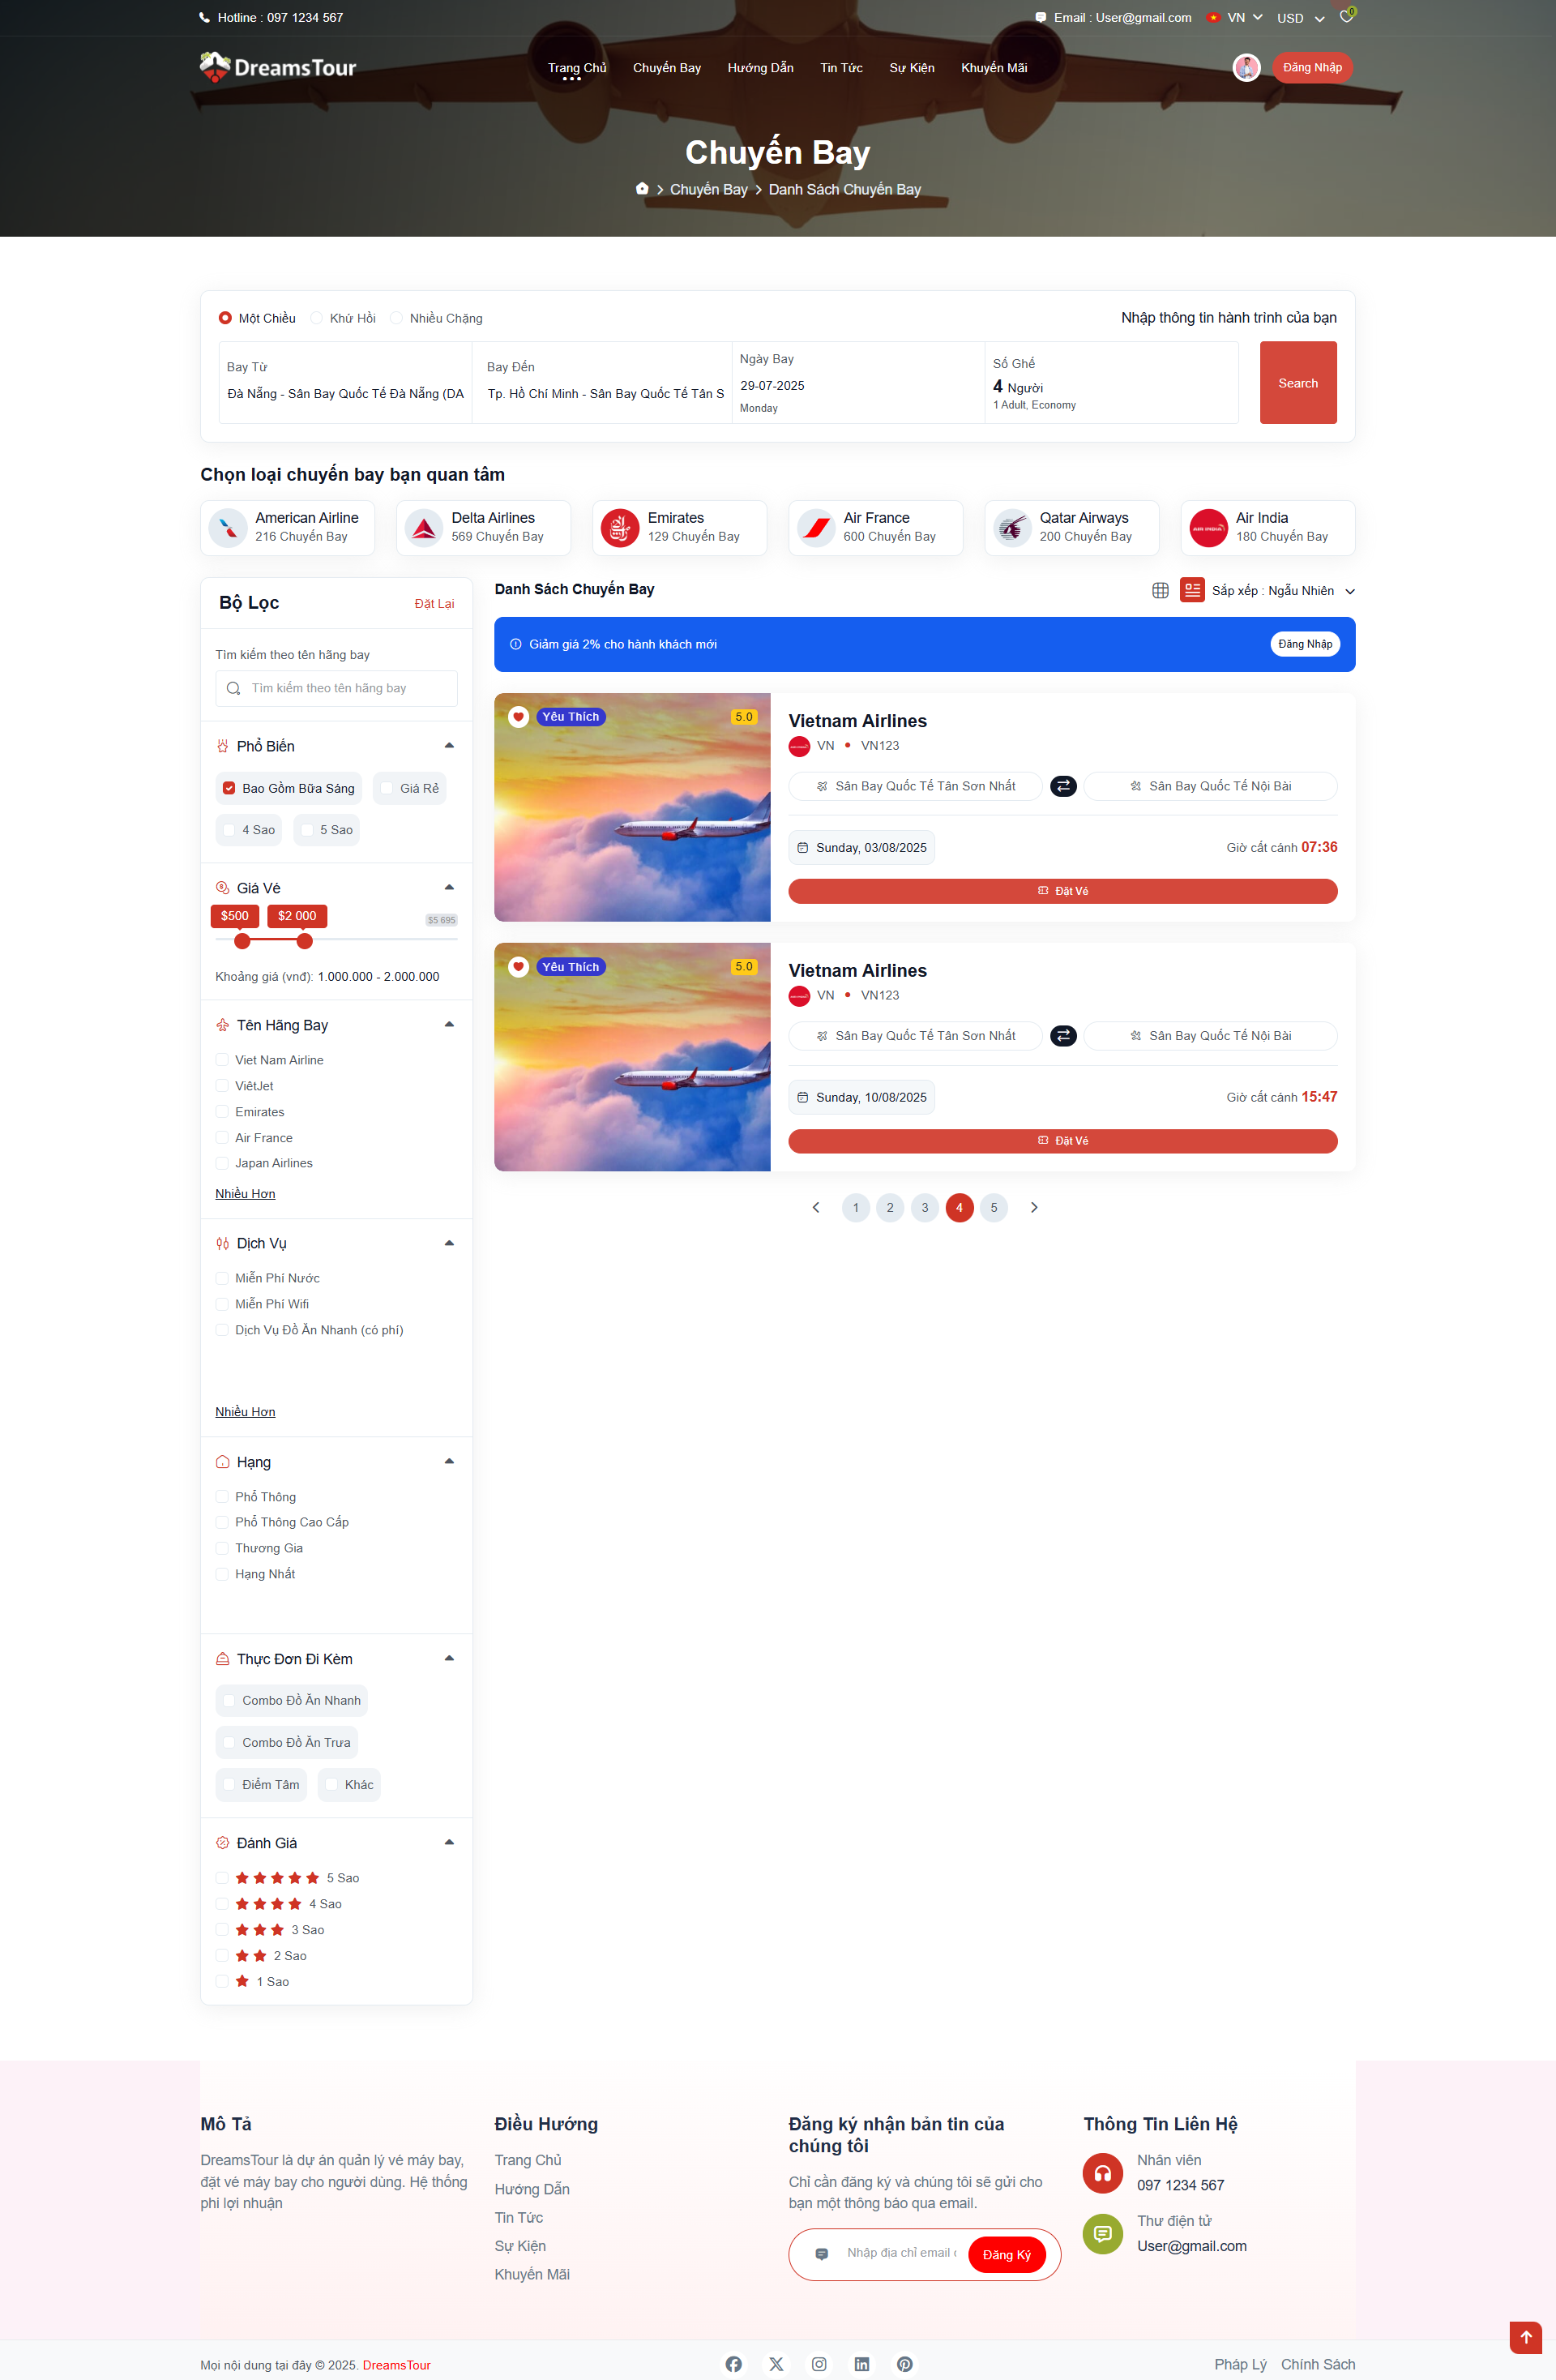 Hotline : 097 1234 567
Email : User@gmail.com
VN
USD
0
DreamsTour
Trang Chủ
Chuyến Bay
Hướng Dẫn
Tin Tức
Sự Kiện
Khuyến Mãi
Đăng Nhập
Chuyến Bay
Chuyến Bay
Danh Sách Chuyến Bay
Một Chiều
Khứ Hồi
Nhiều Chặng
Nhập thông tin hành trình của bạn
Bay Từ
Đà Nẵng - Sân Bay Quốc Tế Đà Nẵng (DA
Bay Đến
Tp. Hồ Chí Minh - Sân Bay Quốc Tế Tân S
Ngày Bay
29-07-2025
Monday
Số Ghế
4 Người
1 Adult, Economy
Search
Chọn loại chuyến bay bạn quan tâm
American Airline
216 Chuyến Bay
Delta Airlines
569 Chuyến Bay
Emirates
129 Chuyến Bay
Air France
600 Chuyến Bay
Qatar Airways
200 Chuyến Bay
AIR INDIA
Air India
180 Chuyến Bay
Bộ Lọc
Đặt Lại
Tìm kiếm theo tên hãng bay
Tìm kiếm theo tên hãng bay
Phổ Biến
Bao Gồm Bữa Sáng
Giá Rẻ
4 Sao
5 Sao
Giá Vé
$500
$2 000
$5 695
Khoảng giá (vnđ): 1.000.000 - 2.000.000
Tên Hãng Bay
Viet Nam Airline
ViêtJet
Emirates
Air France
Japan Airlines
Nhiều Hơn
Dịch Vụ
Miễn Phí Nước
Miễn Phí Wifi
Dịch Vụ Đồ Ăn Nhanh (có phí)
Nhiều Hơn
Hạng
Phổ Thông
Phổ Thông Cao Cấp
Thương Gia
Hạng Nhất
Thực Đơn Đi Kèm
Combo Đồ Ăn Nhanh
Combo Đồ Ăn Trưa
Điểm Tâm
Khác
Đánh Giá
5 Sao
4 Sao
3 Sao
2 Sao
1 Sao
Danh Sách Chuyến Bay
Sắp xếp : Ngẫu Nhiên
Giảm giá 2% cho hành khách mới
Đăng Nhập
Yêu Thích
5.0
Vietnam Airlines
VN • VN123
Sân Bay Quốc Tế Tân Sơn Nhất
Sân Bay Quốc Tế Nội Bài
Sunday, 03/08/2025
Giờ cất cánh 07:36
Đặt Vé
Yêu Thích
5.0
Vietnam Airlines
VN • VN123
Sân Bay Quốc Tế Tân Sơn Nhất
Sân Bay Quốc Tế Nội Bài
Sunday, 10/08/2025
Giờ cất cánh 15:47
Đặt Vé
1
2
3
4
5
Mô Tả
DreamsTour là dự án quản lý vé máy bay,
đặt vé máy bay cho người dùng. Hệ thống
phi lợi nhuận
Điều Hướng
Trang Chủ
Hướng Dẫn
Tin Tức
Sự Kiện
Khuyến Mãi
Đăng ký nhận bản tin của
chúng tôi
Chỉ cần đăng ký và chúng tôi sẽ gửi cho
bạn một thông báo qua email.
Nhập địa chỉ email c
Đăng Ký
Thông Tin Liên Hệ
Nhân viên
097 1234 567
Thư điện tử
User@gmail.com
Mọi nội dung tại đây © 2025. DreamsTour
Pháp Lý
Chính Sách